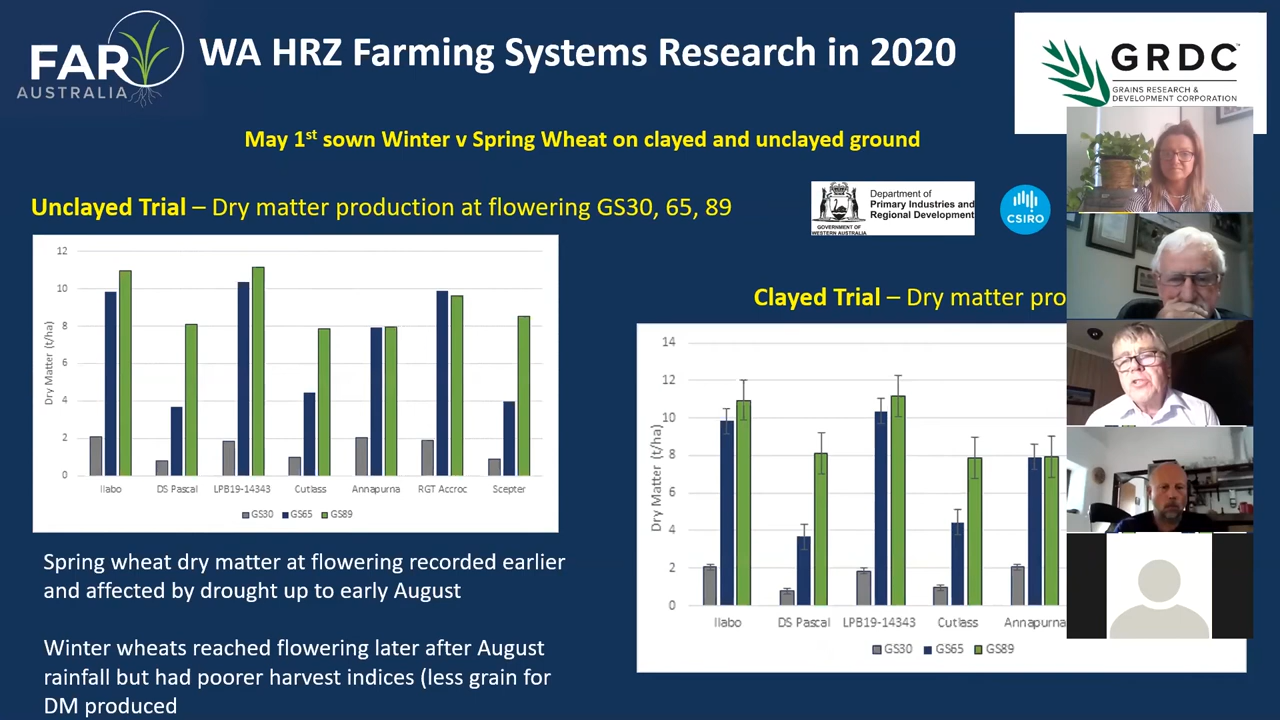 FAR
AUSTRALIA
WA HRZ Farming Systems Research in 2020
GRDC
GRAINS RESEARCH &
DEVELOPMENT CORPORATION
May 1st sown Winter v Spring Wheat on clayed and unclayed ground
Unclayed Trial – Dry matter production at flowering GS30, 65, 89
GOVERNMENT OF
WESTERN AUSTRALIA
Department of
Primary Industries and
Regional Development
CSIRO
12
10
8
6
4
2
0
Dry Matter (t/ha)
Illabo DS Pascal LPB19-14343 Cutlass Annapurna RGT Accroc Scepter
GS30 GS65 GS89
Clayed Trial – Dry matter pro
14
12
10
8
6
4
2
0
Dry Matter (t/ha)
Illabo DS Pascal LPB19-14343 Cutlass Annapurna
GS30 GS65 GS89
Spring wheat dry matter at flowering recorded earlier
and affected by drought up to early August
Winter wheats reached flowering later after August
rainfall but had poorer harvest indices (less grain for
DM produced